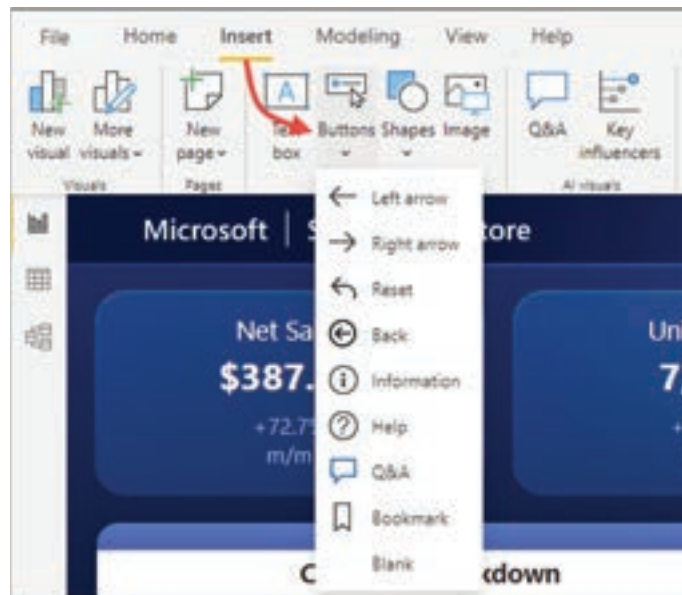 File Home Insert Modeling View Help
New visual More visuals New page Text box Buttons Shapes Image Q&A Key influencers
Visuals Pages AI visuals
Left arrow
Microsoft | S tore
Right arrow
Reset
Net Sa Uni
Back
$387. 7,
Information
+72.7 +
Help
m/m
Q&A
Bookmark
Blank
C kdown